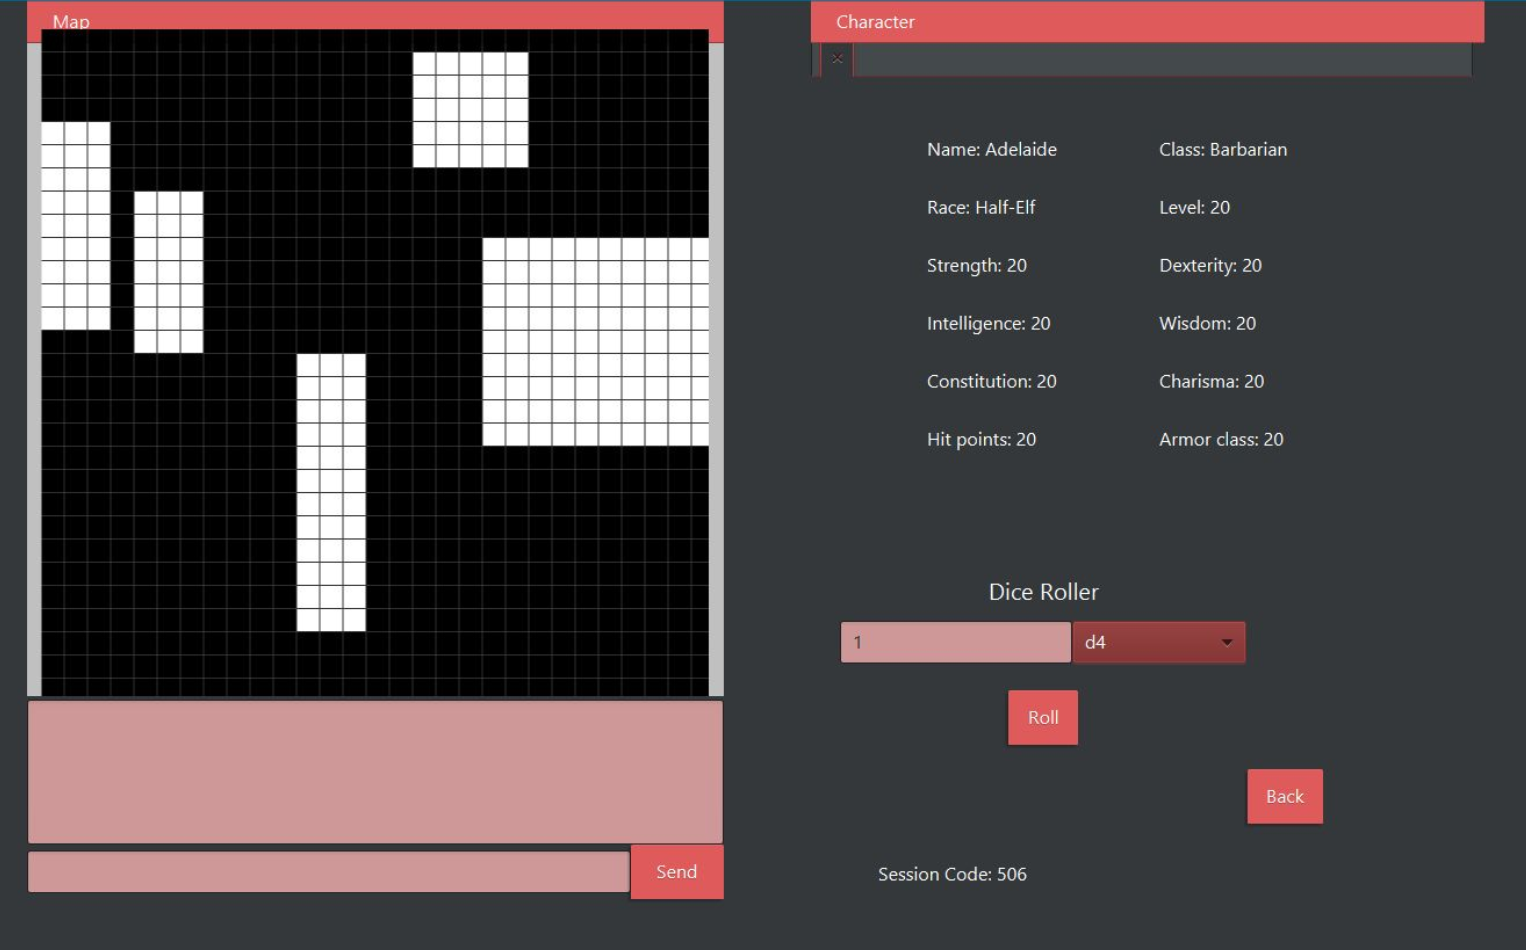 Map
Character
Name: Adelaide
Class: Barbarian
Race: Half-Elf
Level: 20
Strength: 20
Dexterity: 20
Intelligence: 20
Wisdom: 20
Constitution: 20
Charisma: 20
Hit points: 20
Armor class: 20
Dice Roller
1
d4
Roll
Back
Send
Session Code: 506